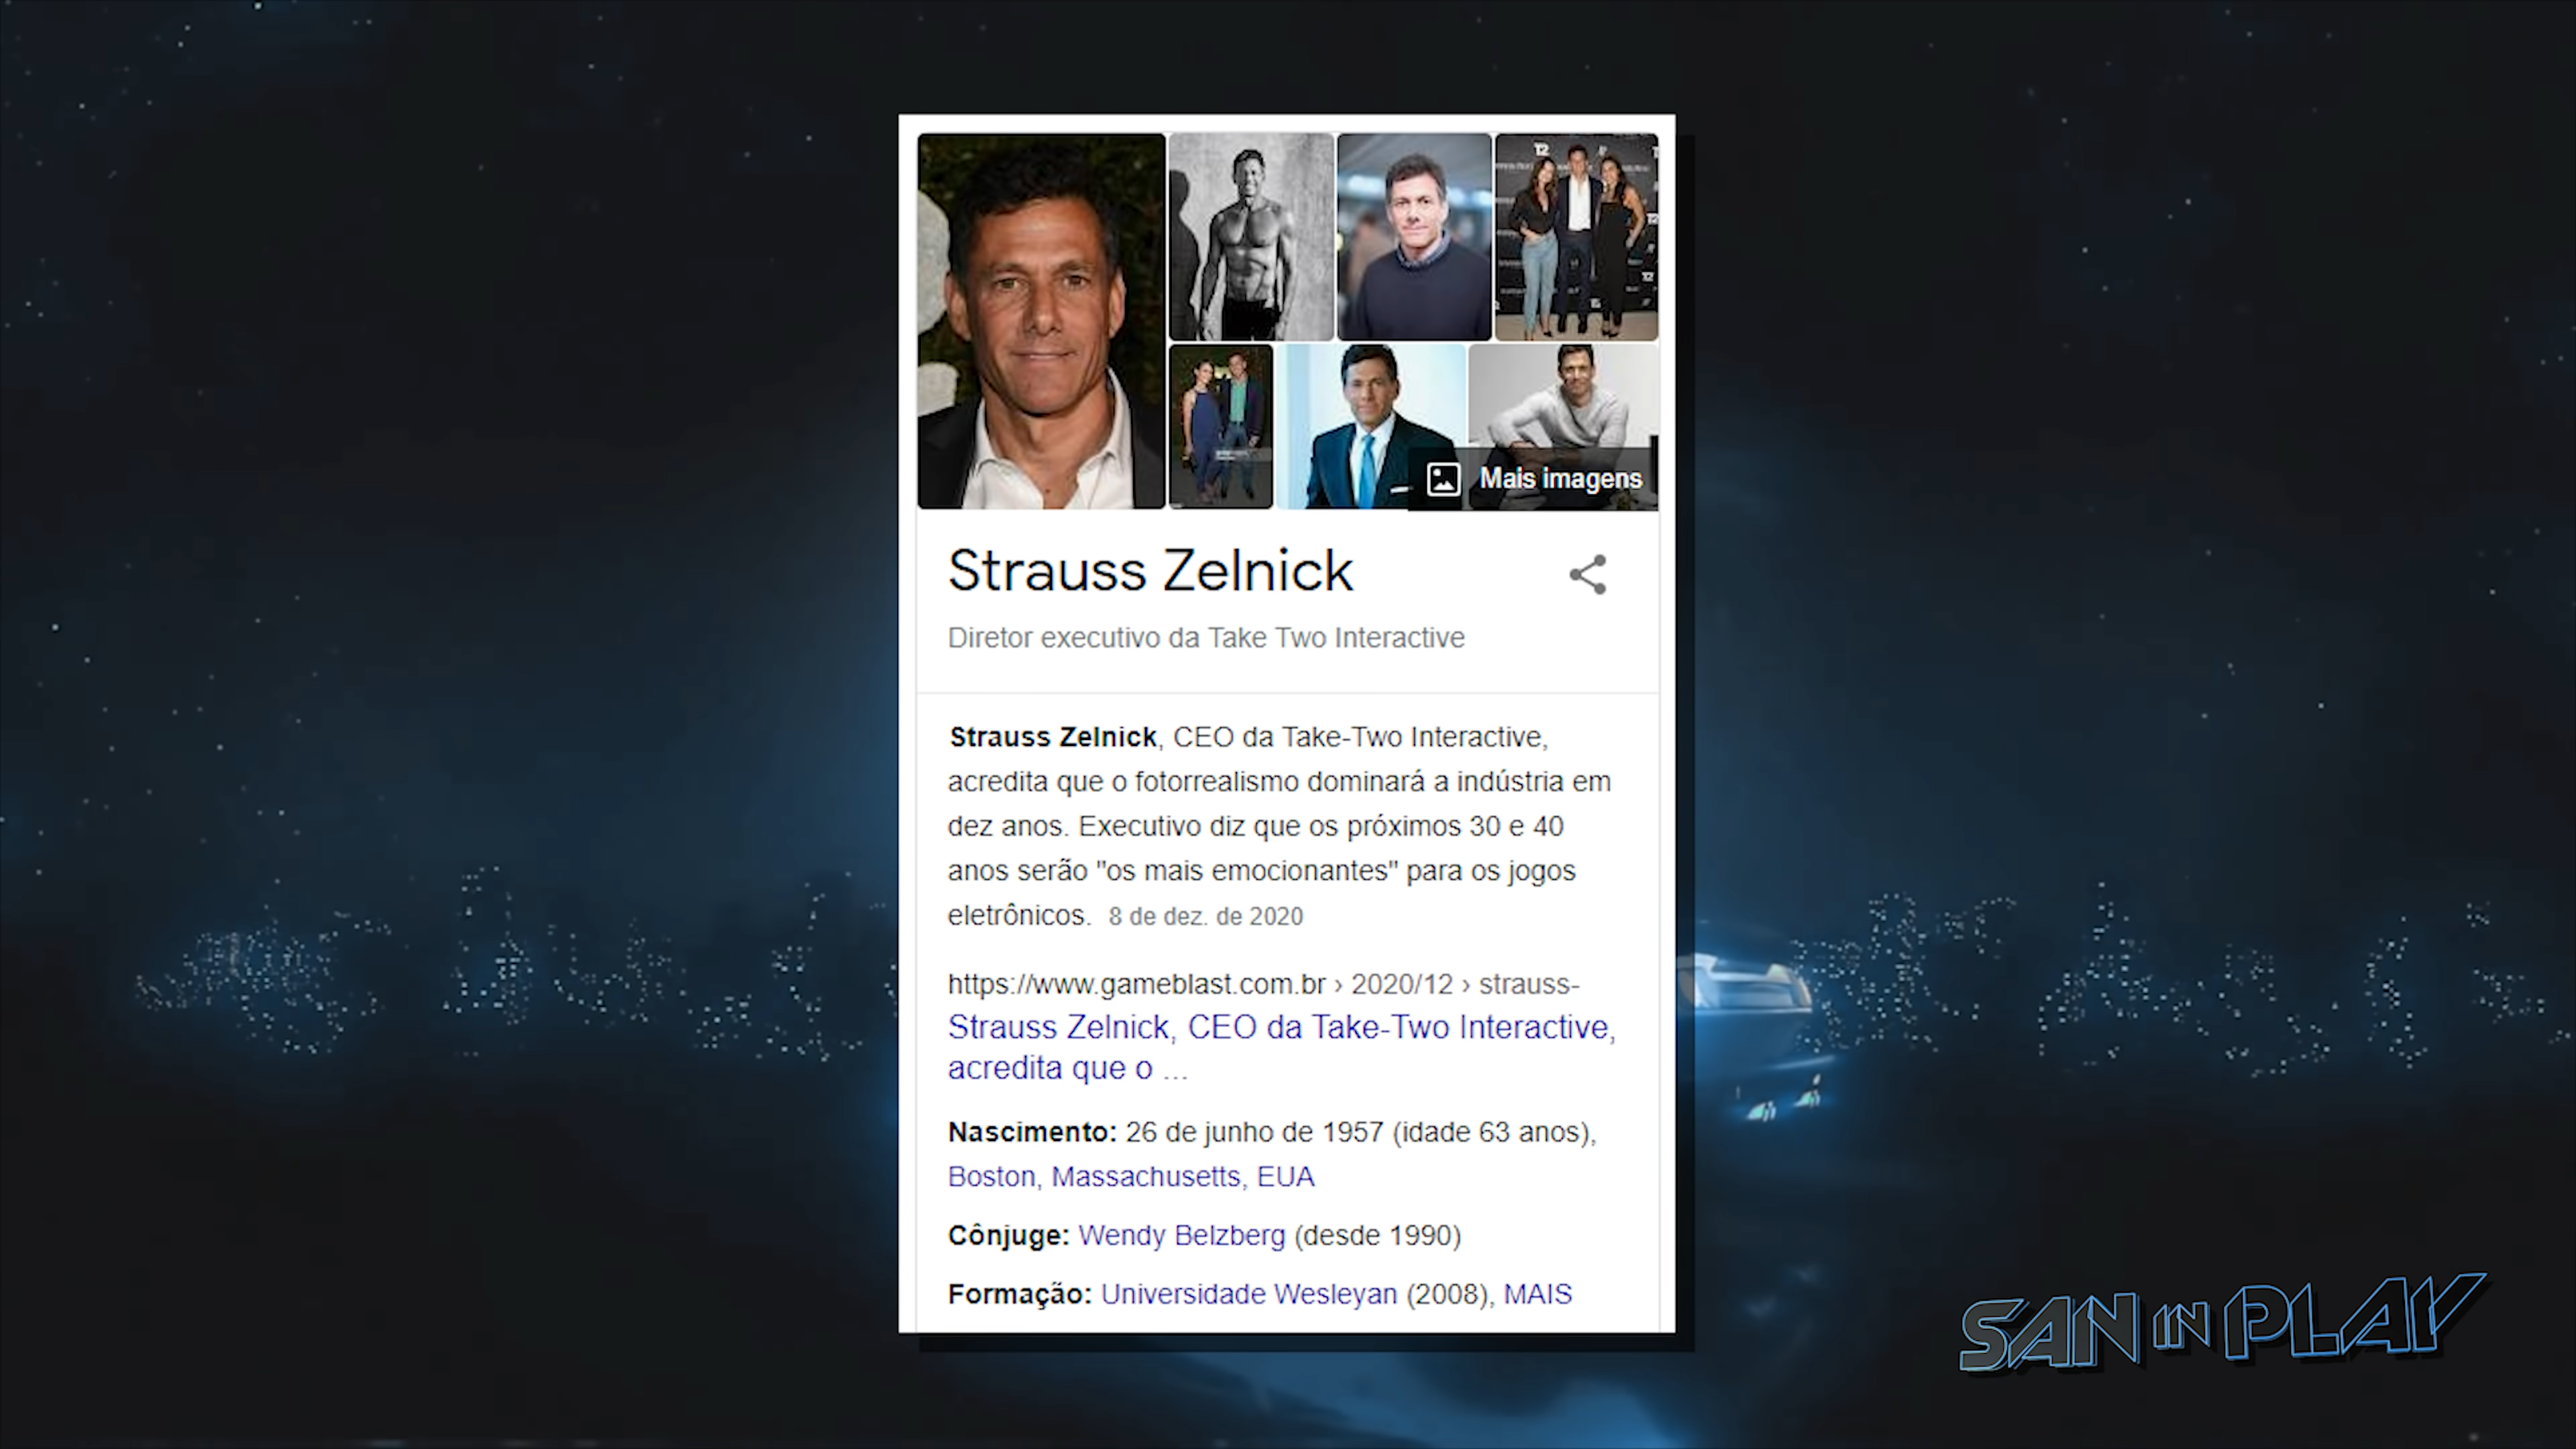 Mais imagens
Strauss Zelnick
Diretor executivo da Take Two Interactive
Strauss Zelnick, CEO da Take-Two Interactive,
acredita que o fotorrealismo dominará a indústria em
dez anos. Executivo diz que os próximos 30 e 40
anos serão "os mais emocionantes" para os jogos
eletrônicos. 8 de dez. de 2020
https://www.gameblast.com.br › 2020/12 › strauss-
Strauss Zelnick, CEO da Take-Two Interactive,
acredita que o ...
Nascimento: 26 de junho de 1957 (idade 63 anos),
Boston, Massachusetts, EUA
Cônjuge: Wendy Belzberg (desde 1990)
Formação: Universidade Wesleyan (2008), MAIS
SAN IN PLAY